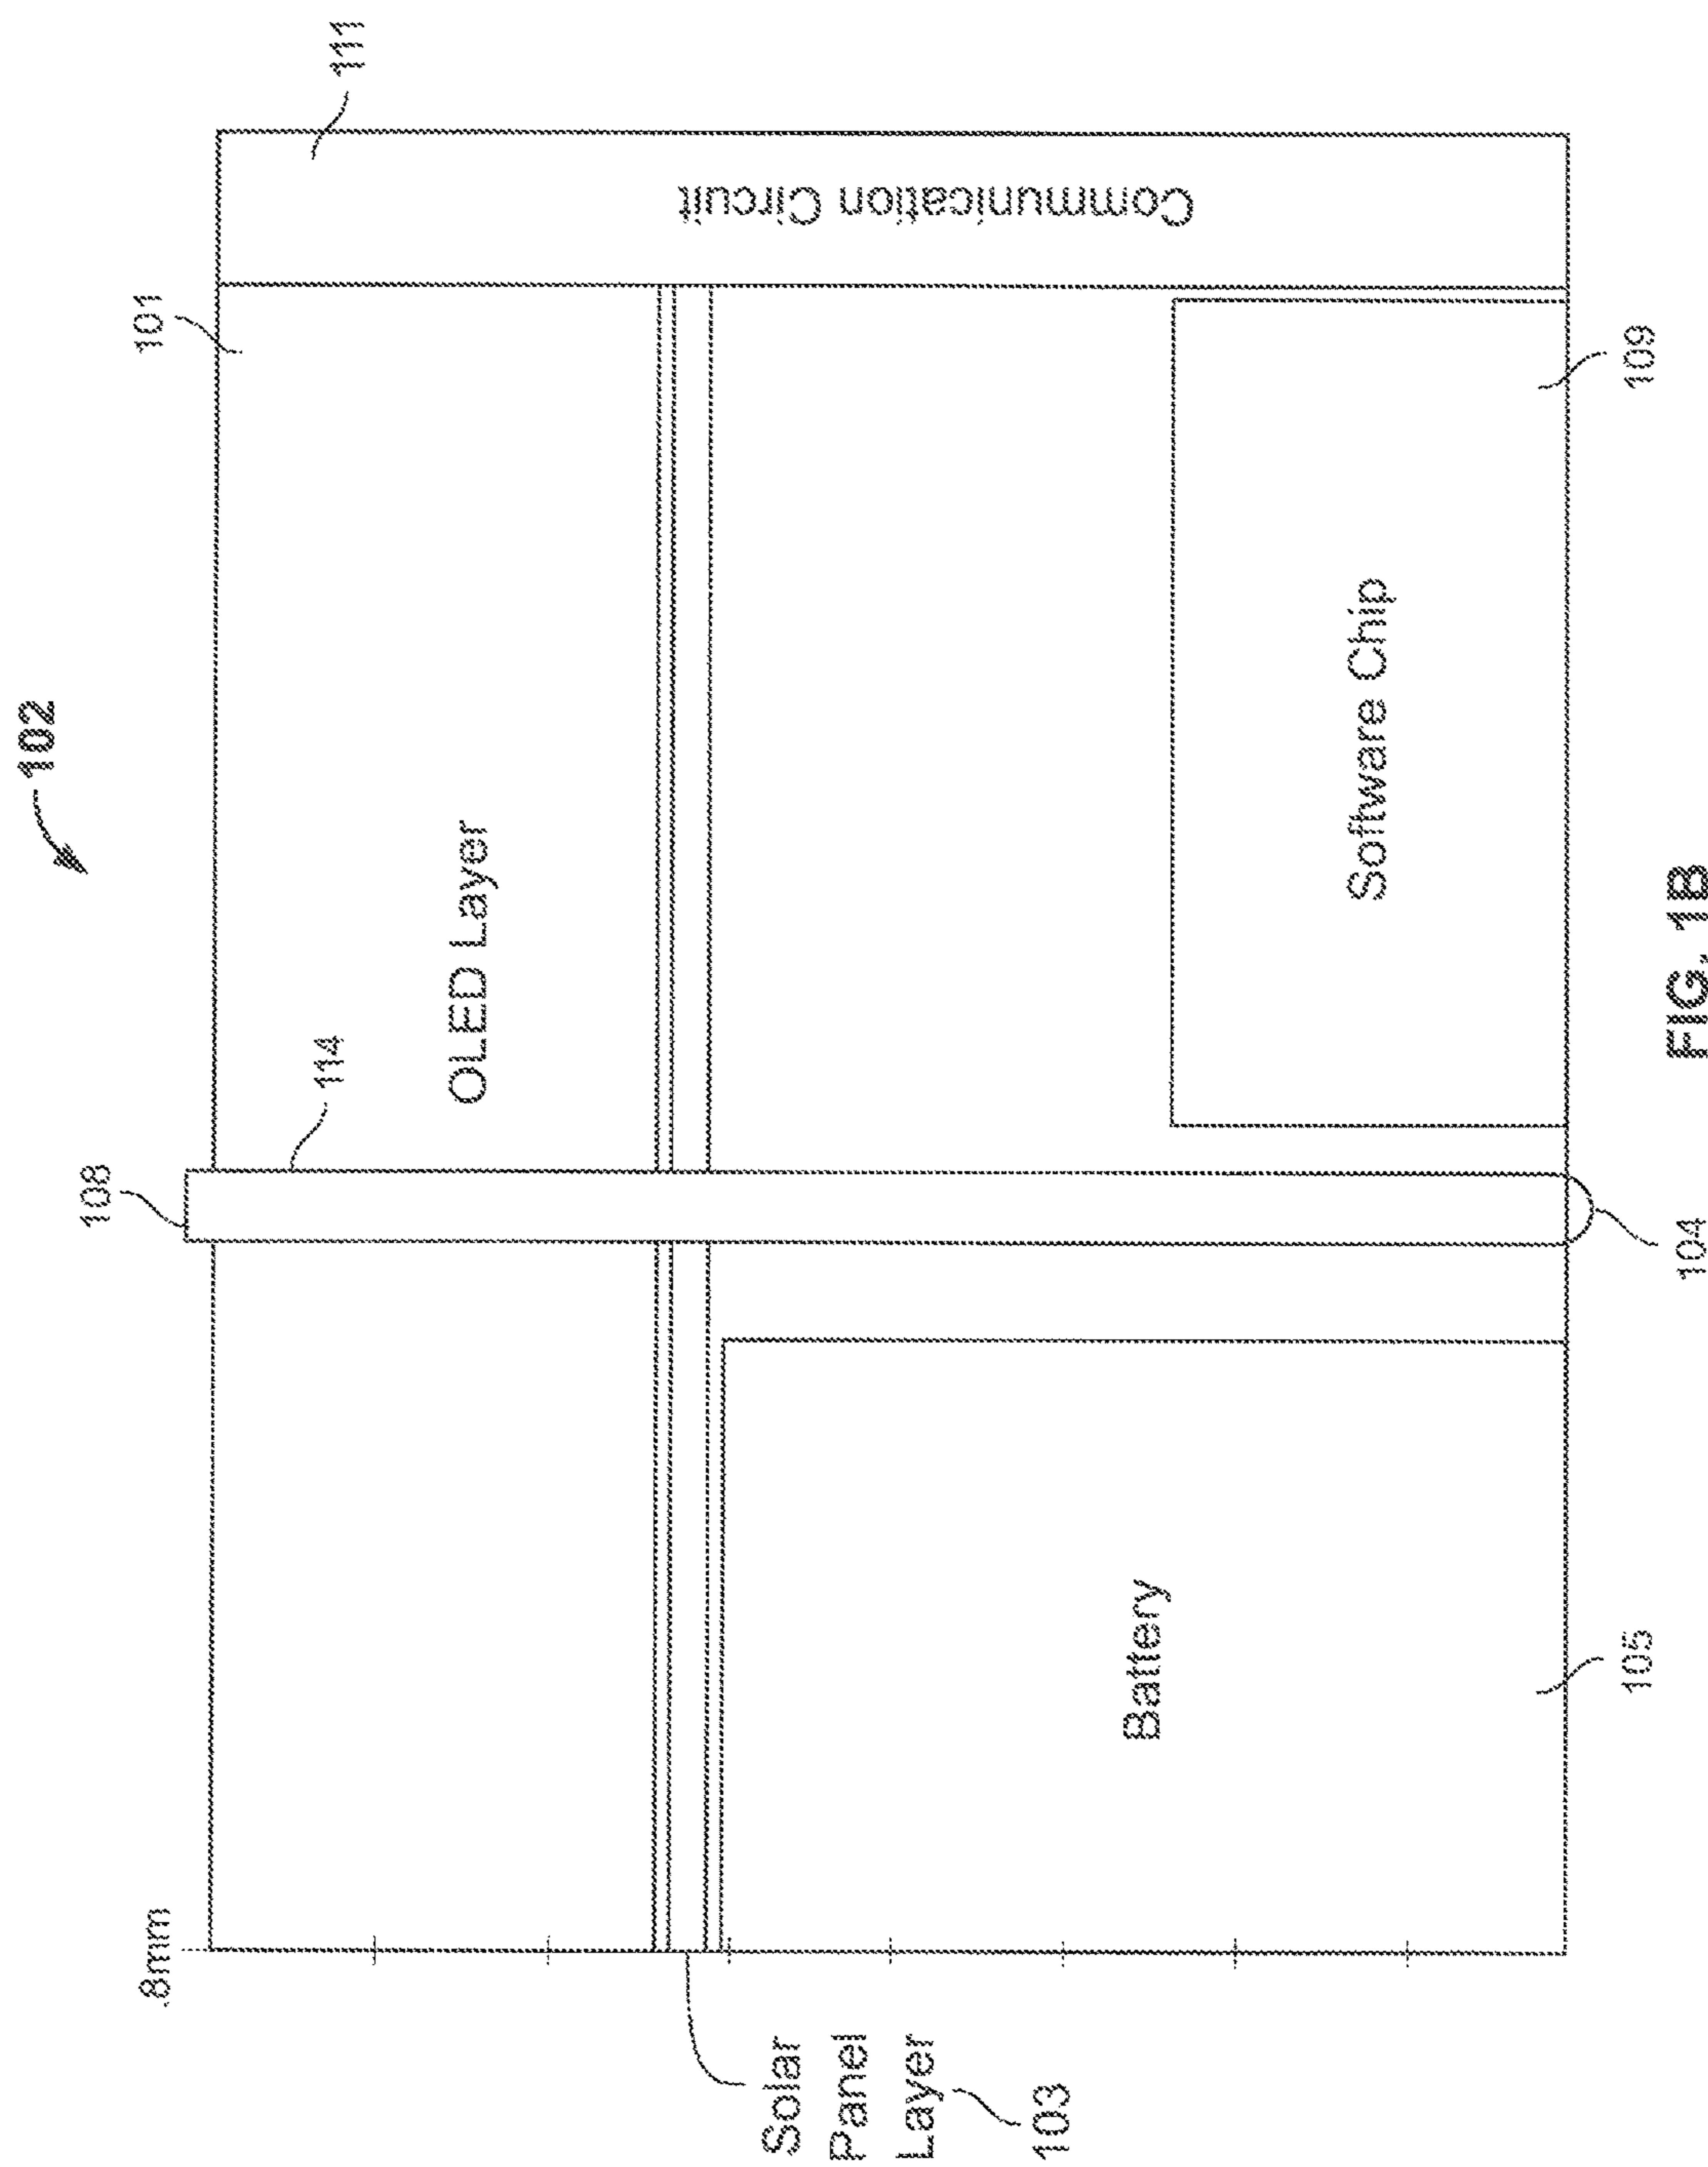 102
108
101
.8mm
114
111
Communication Circuit
OLED Layer
Solar
Panel
Layer
103
Battery
Software Chip
105
109
104
FIG. 1B